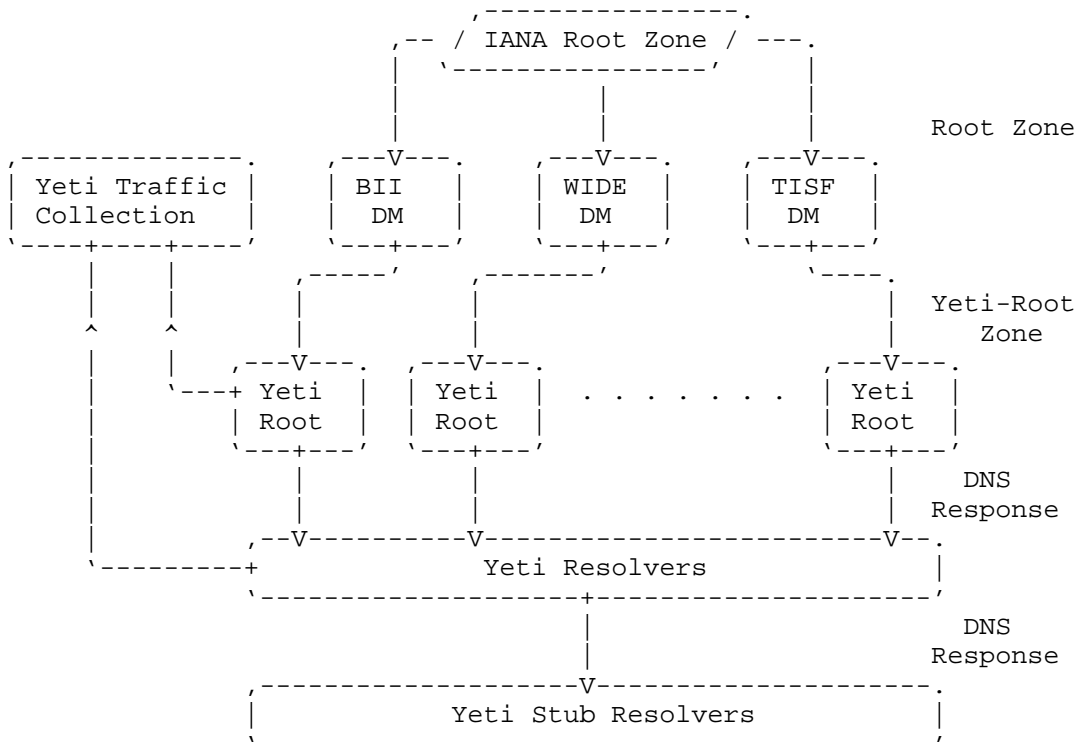 IANA Root Zone
Root Zone
Yeti Traffic BII WIDE TISF
Collection DM DM DM
Yeti-Root
Zone
Yeti Yeti . . . . . . . Yeti
Root Root Root
DNS
Response
Yeti Resolvers
DNS
Response
Yeti Stub Resolvers